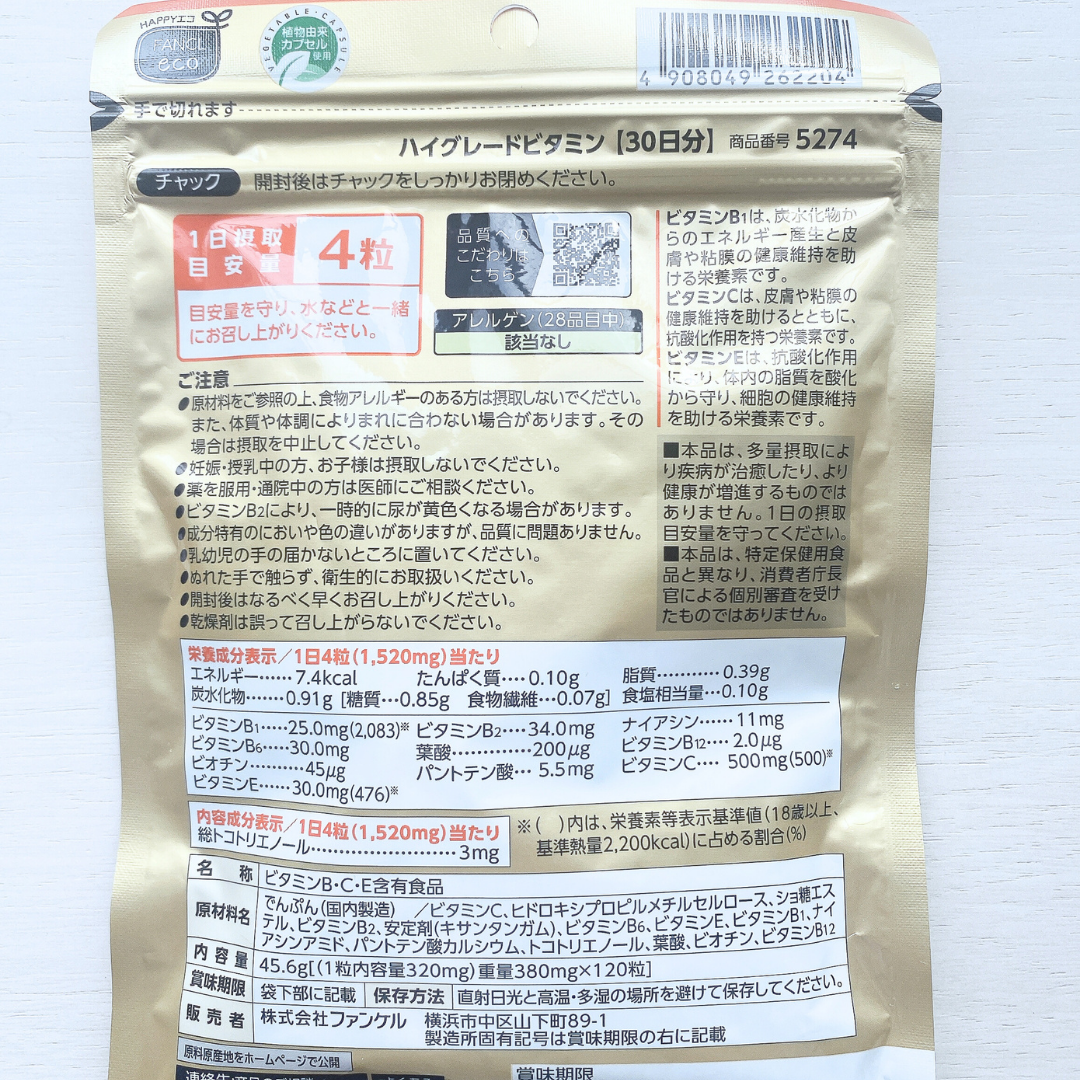 HAPPYエコ
FANCL
eco
VEGETABLE・CAPSULE
植物由来
カプセル
使用
4 908049 262204
手で切れます
ハイグレードビタミン【30日分】 商品番号 5274
チャック 開封後はチャックをしっかりお閉めください。
1日摂取
目安量
4粒
目安量を守り、水などと一緒
にお召し上がりください。
品質への
こだわりは
こちら
アレルゲン(28品目中)
該当なし
ビタミンB1は、炭水化物か
らのエネルギー産生と皮
膚や粘膜の健康維持を助
ける栄養素です。
ビタミンCは、皮膚や粘膜の
健康維持を助けるとともに、
抗酸化作用を持つ栄養素です。
ビタミンEは、抗酸化作用
により、体内の脂質を酸化
から守り、細胞の健康維持
を助ける栄養素です。
■本品は、多量摂取によ
り疾病が治癒したり、より
健康が増進するものでは
ありません。1日の摂取
目安量を守ってください。
■本品は、特定保健用食
品と異なり、消費者庁長
官による個別審査を受け
たものではありません。
ご注意
●原材料をご参照の上、食物アレルギーのある方は摂取しないでください。
また、体質や体調によりまれに合わない場合があります。その
場合は摂取を中止してください。
●妊娠・授乳中の方、お子様は摂取しないでください。
●薬を服用・通院中の方は医師にご相談ください。
●ビタミンB2により、一時的に尿が黄色くなる場合があります。
●成分特有のにおいや色の違いがありますが、品質に問題ありません。
●乳幼児の手の届かないところに置いてください。
●ぬれた手で触らず、衛生的にお取扱いください。
●開封後はなるべく早くお召し上がりください。
●乾燥剤は誤って召し上がらないでください。
栄養成分表示/1日4粒(1,520mg)当たり
エネルギー……7.4kcal たんぱく質……0.10g 脂質…………0.39g
炭水化物……0.91g [糖質…0.85g 食物繊維…0.07g] 食塩相当量…0.10g
ビタミンB1……25.0mg(2,083)※ ビタミンB2……34.0mg ナイアシン……11mg
ビタミンB6……30.0mg 葉酸…………200μg ビタミンB12…2.0μg
ビオチン………45μg パントテン酸…5.5mg ビタミンC…500mg(500)※
ビタミンE……30.0mg(476)※
内容成分表示/1日4粒(1,520mg)当たり
総トコトリエノール……………………3mg
※( )内は、栄養素等表示基準値(18歳以上、
基準熱量2,200kcal)に占める割合(%)
名 称 ビタミンB・C・E含有食品
原材料名 でんぷん(国内製造) /ビタミンC、ヒドロキシプロピルメチルセルロース、ショ糖エス
テル、ビタミンB2、安定剤(キサンタンガム)、ビタミンB6、ビタミンE、ビタミンB1、ナイ
アシンアミド、パントテン酸カルシウム、トコトリエノール、葉酸、ビオチン、ビタミンB12
内 容 量 45.6g[(1粒内容量320mg)重量380mg×120粒]
賞味期限 袋下部に記載 保存方法 直射日光と高温・多湿の場所を避けて保存してください。
販 売 者 株式会社ファンケル 横浜市中区山下町89-1
製造所固有記号は賞味期限の右に記載
原料原産地をホームページで公開
賞味期限